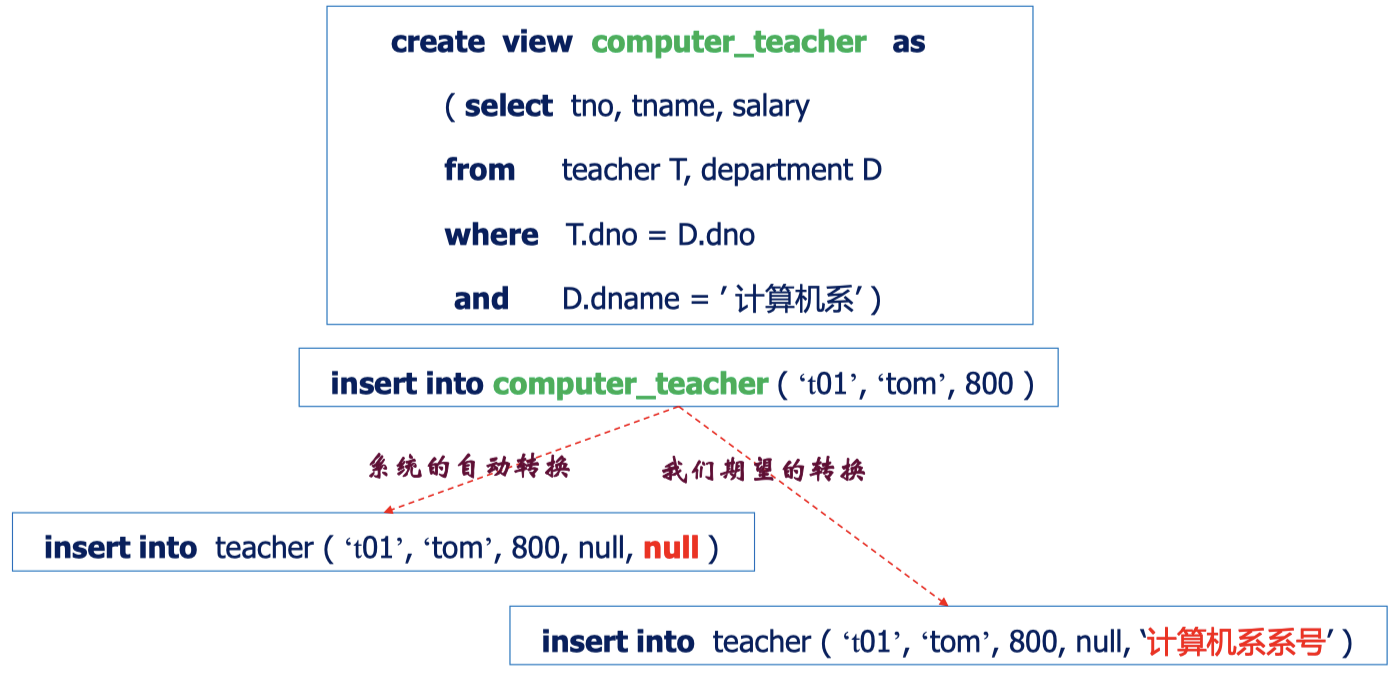 create view computer_teacher as
( select tno, tname, salary
from teacher T, department D
where T.dno = D.dno
and D.dname = ’ 计算机系’ )
insert into computer_teacher ( ‘t01’, ‘tom’, 800 )
系统的自动转换
我们期望的转换
insert into teacher ( ‘t01’, ‘tom’, 800, null, null )
insert into teacher ( ‘t01’, ‘tom’, 800, null, ‘计算机系系号’ )